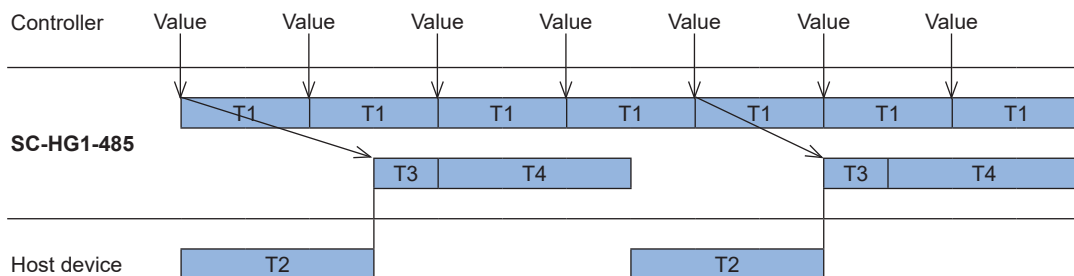 Controller Value Value Value Value Value Value Value
T1 T1 T1 T1 T1 T1 T1
SC-HG1-485
T3 T4 T3 T4
Host device T2 T2